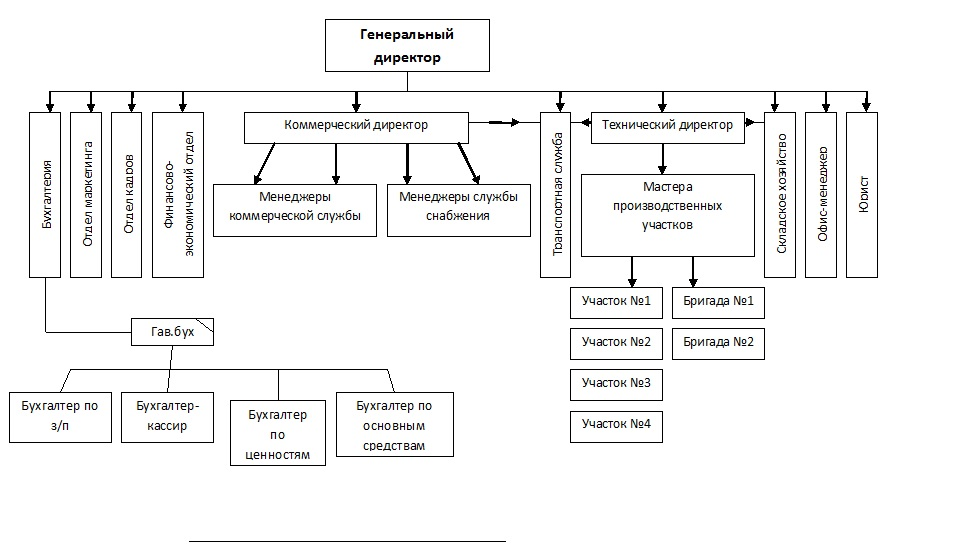 Генеральный
директор
Бухгалтерия
Отдел маркетинга
Отдел кадров
Финансово-
экономический отдел
Коммерческий директор
Транспортная служба
Технический директор
Складское хозяйство
Офис-менеджер
Юрист
Менеджеры
коммерческой службы
Менеджеры службы
снабжения
Мастера
производственных
участков
Участок №1
Бригада №1
Участок №2
Бригада №2
Участок №3
Участок №4
Гав.бух
Бухгалтер по
з/п
Бухгалтер-
кассир
Бухгалтер
по
ценностям
Бухгалтер по
основным
средствам